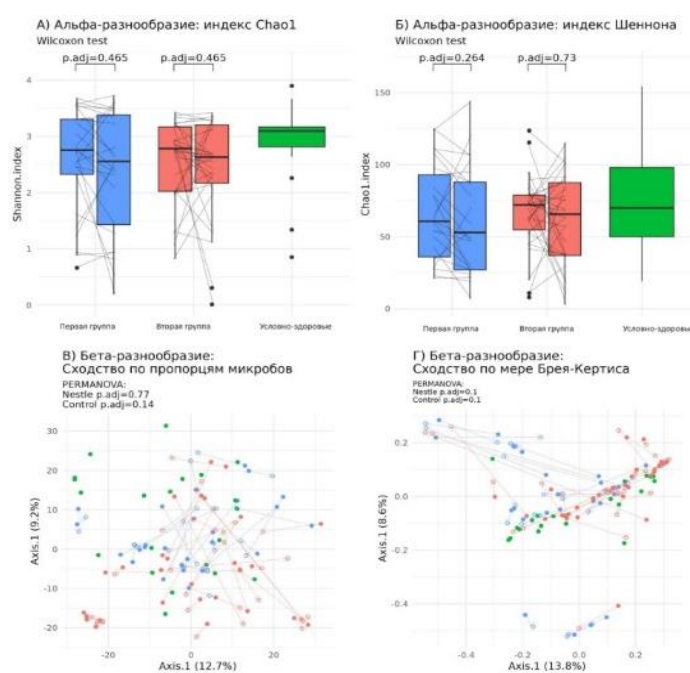 А) Альфа-разнообразие: индекс Chao1
Wilcoxon test
p.adj=0.465
p.adj=0.465
4
3
2
1
0
Shannon.index
Первая группа
Вторая группа
Условно-здоровые
Б) Альфа-разнообразие: индекс Шеннона
Wilcoxon test
p.adj=0.264
p.adj=0.73
150
100
50
0
Chao1.index
Первая группа
Вторая группа
Условно-здоровые
В) Бета-разнообразие:
Сходство по пропорцям микробов
PERMANOVA:
Nestle p.adj=0.77
Control p.adj=0.14
30
20
10
0
-10
-20
Axis.1 (9.2%)
-20
0
20
Axis.1 (12.7%)
Г) Бета-разнообразие:
Сходство по мере Брея-Кертиса
PERMANOVA:
Nestle p.adj=0.1
Control p.adj=0.1
0.2
0.0
-0.2
-0.4
Axis.1 (8.6%)
-0.4
-0.2
0.0
0.2
Axis.1 (13.8%)